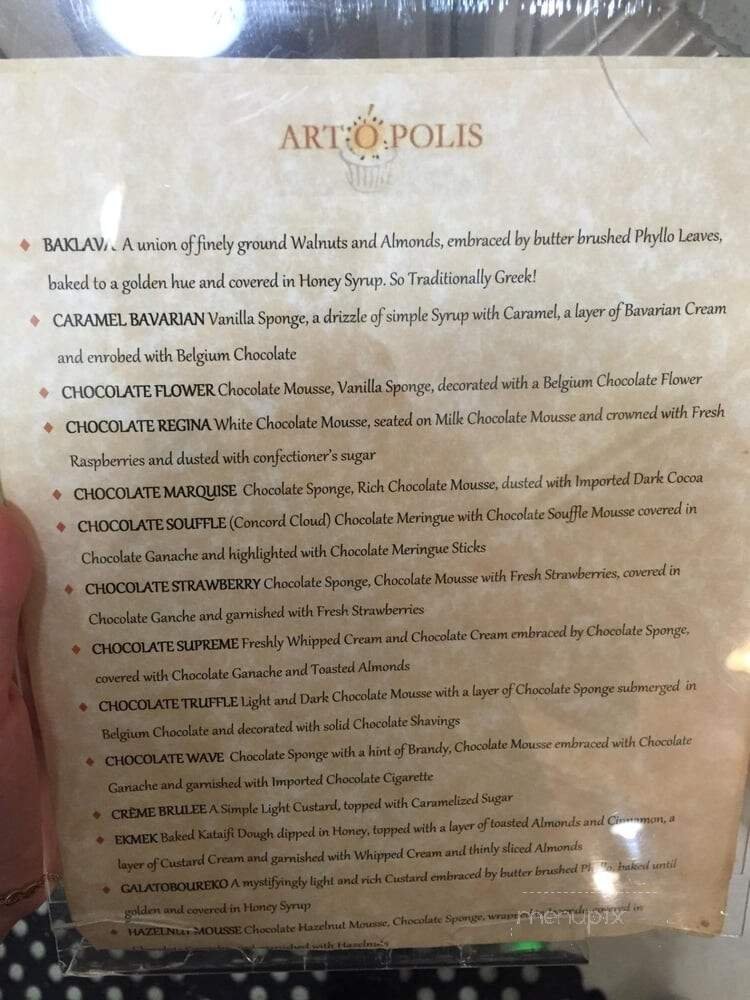 ARTOPOLIS
BAKLAVA A union of finely ground Walnuts and Almonds, embraced by butter brushed Phyllo Leaves,
baked to a golden hue and covered in Honey Syrup. So Traditionally Greek!
CARAMEL BAVARIAN Vanilla Sponge, a drizzle of simple Syrup with Caramel, a layer of Bavarian Cream
and enrobed with Belgium Chocolate
CHOCOLATE FLOWER Chocolate Mousse, Vanilla Sponge, decorated with a Belgium Chocolate Flower
CHOCOLATE REGINA White Chocolate Mousse, seated on Milk Chocolate Mousse and crowned with Fresh
Raspberries and dusted with confectioner's sugar
CHOCOLATE MARQUISE Chocolate Sponge, Rich Chocolate Mousse, dusted with Imported Dark Cocoa
CHOCOLATE SOUFFLE (Concord Cloud) Chocolate Meringue with Chocolate Souffle Mousse covered in
Chocolate Ganache and highlighted with Chocolate Meringue Sticks
CHOCOLATE STRAWBERRY Chocolate Sponge, Chocolate Mousse with Fresh Strawberries, covered in
Chocolate Ganche and garnished with Fresh Strawberries
CHOCOLATE SUPREME Freshly Whipped Cream and Chocolate Cream embraced by Chocolate Sponge,
covered with Chocolate Ganache and Toasted Almonds
CHOCOLATE TRUFFLE Light and Dark Chocolate Mousse with a layer of Chocolate Sponge submerged in
Belgium Chocolate and decorated with solid Chocolate Shavings
CHOCOLATE WAVE Chocolate Sponge with a hint of Brandy, Chocolate Mousse embraced with Chocolate
Ganache and garnished with Imported Chocolate Cigarette
CRÈME BRULEE A Simple Light Custard, topped with Caramelized Sugar
EKMEK Baked Kataifi Dough dipped in Honey, topped with a layer of toasted Almonds and Cinnamon, a
layer of Custard Cream and garnished with Whipped Cream and thinly sliced Almonds
GALATOBOUREKO A mystifyingly light and rich Custard embraced by butter brushed Phyllo, baked until
golden and covered in Honey Syrup
HAZELNUT MOUSSE Chocolate Hazelnut Mousse, Chocolate Sponge, covered in
garnished with Hazelnuts
menupix